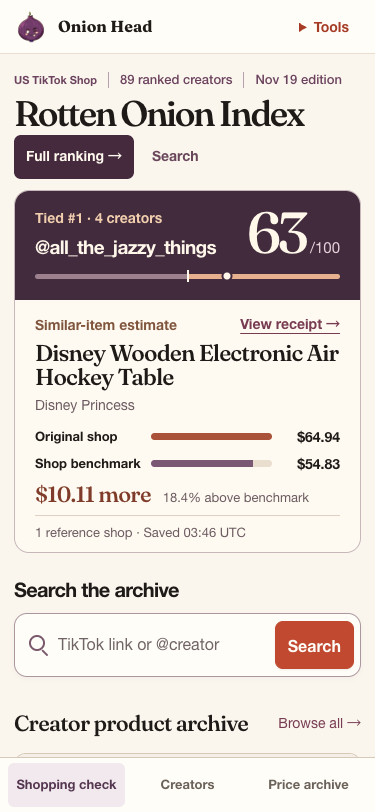 Onion Head
▶ Tools
US TikTok Shop | 89 ranked creators | Nov 19 edition
Rotten Onion Index
Full ranking → Search
Tied #1 · 4 creators
@all_the_jazzy_things
63/100
Similar-item estimate View receipt →
Disney Wooden Electronic Air
Hockey Table
Disney Princess
Original shop $64.94
Shop benchmark $54.83
$10.11 more 18.4% above benchmark
1 reference shop · Saved 03:46 UTC
Search the archive
TikTok link or @creator Search
Creator product archive Browse all →
Shopping check Creators Price archive